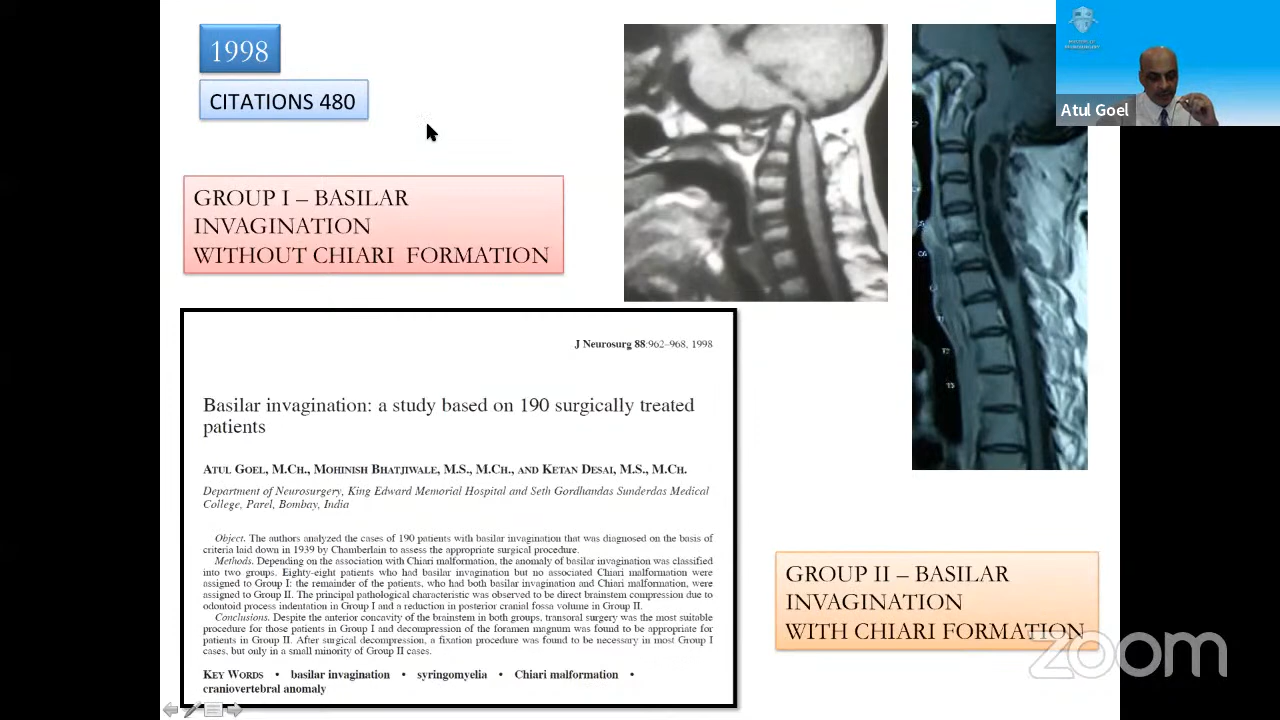 1998
CITATIONS 480
GROUP I – BASILAR
INVAGINATION
WITHOUT CHIARI FORMATION
Atul Goel
J Neurosurg 88:962–968, 1998
Basilar invagination: a study based on 190 surgically treated
patients
ATUL GOEL, M.CH., MOHINISH BHATJIWALE, M.S., M.CH., AND KETAN DESAI, M.S., M.CH.
Department of Neurosurgery, King Edward Memorial Hospital and Seth Gordhandas Sunderdas Medical
College, Parel, Bombay, India
Object. The authors analyzed the cases of 190 patients with basilar invagination that was diagnosed on the basis of
criteria laid down in 1939 by Chamberlain to assess the appropriate surgical procedure.
Methods. Depending on the association with Chiari malformation, the anomaly of basilar invagination was classified
into two groups. Eighty-eight patients who had basilar invagination but no associated Chiari malformation were
assigned to Group I; the remainder of the patients, who had both basilar invagination and Chiari malformation, were
assigned to Group II. The principal pathological characteristic was observed to be direct brainstem compression due to
odontoid process indentation in Group I and a reduction in posterior cranial fossa volume in Group II.
Conclusions. Despite the anterior concavity of the brainstem in both groups, transoral surgery was the most suitable
procedure for those patients in Group I and decompression of the foramen magnum was found to be appropriate for
patients in Group II. After surgical decompression, a fixation procedure was found to be necessary in most Group I
cases, but only in a small minority of Group II cases.
KEY WORDS • basilar invagination • syringomyelia • Chiari malformation •
craniovertebral anomaly
GROUP II – BASILAR
INVAGINATION
WITH CHIARI FORMATION
zoom